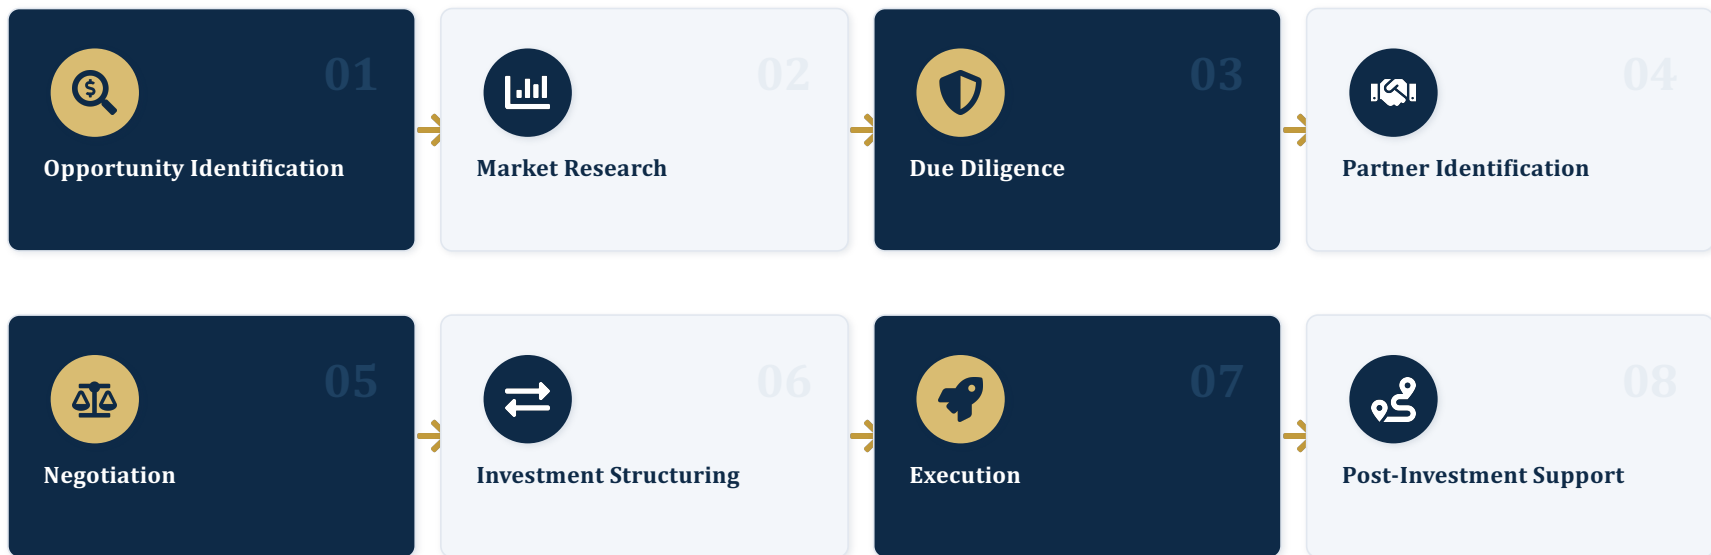 01
Opportunity Identification
02
Market Research
03
Due Diligence
04
Partner Identification
05
Negotiation
06
Investment Structuring
07
Execution
08
Post-Investment Support